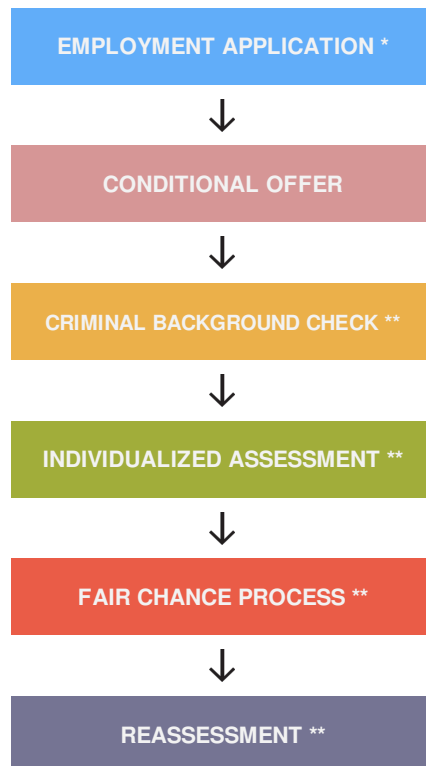 EMPLOYMENT APPLICATION *
CONDITIONAL OFFER
CRIMINAL BACKGROUND CHECK **
INDIVIDUALIZED ASSESSMENT **
FAIR CHANCE PROCESS **
REASSESSMENT **